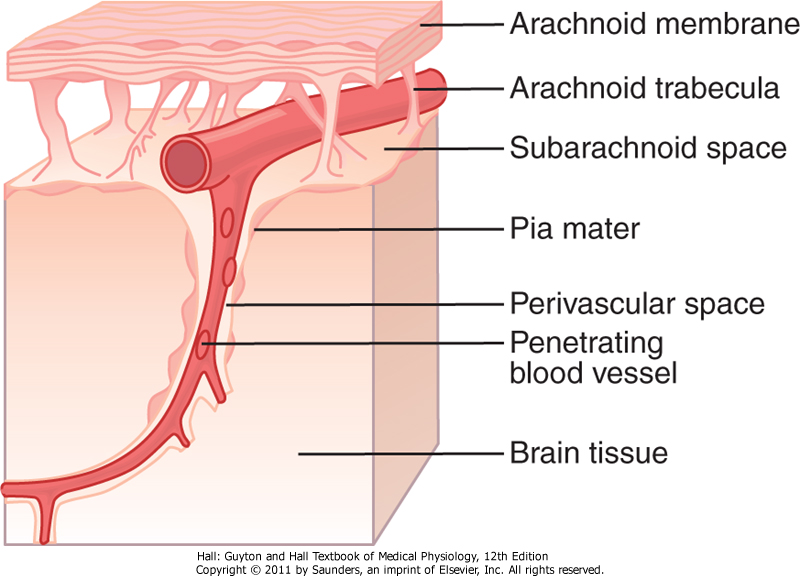 Arachnoid membrane
Arachnoid trabecula
Subarachnoid space
Pia mater
Perivascular space
Penetrating
blood vessel
Brain tissue
Hall: Guyton and Hall Textbook of Medical Physiology, 12th Edition
Copyright © 2011 by Saunders, an imprint of Elsevier, Inc. All rights reserved.